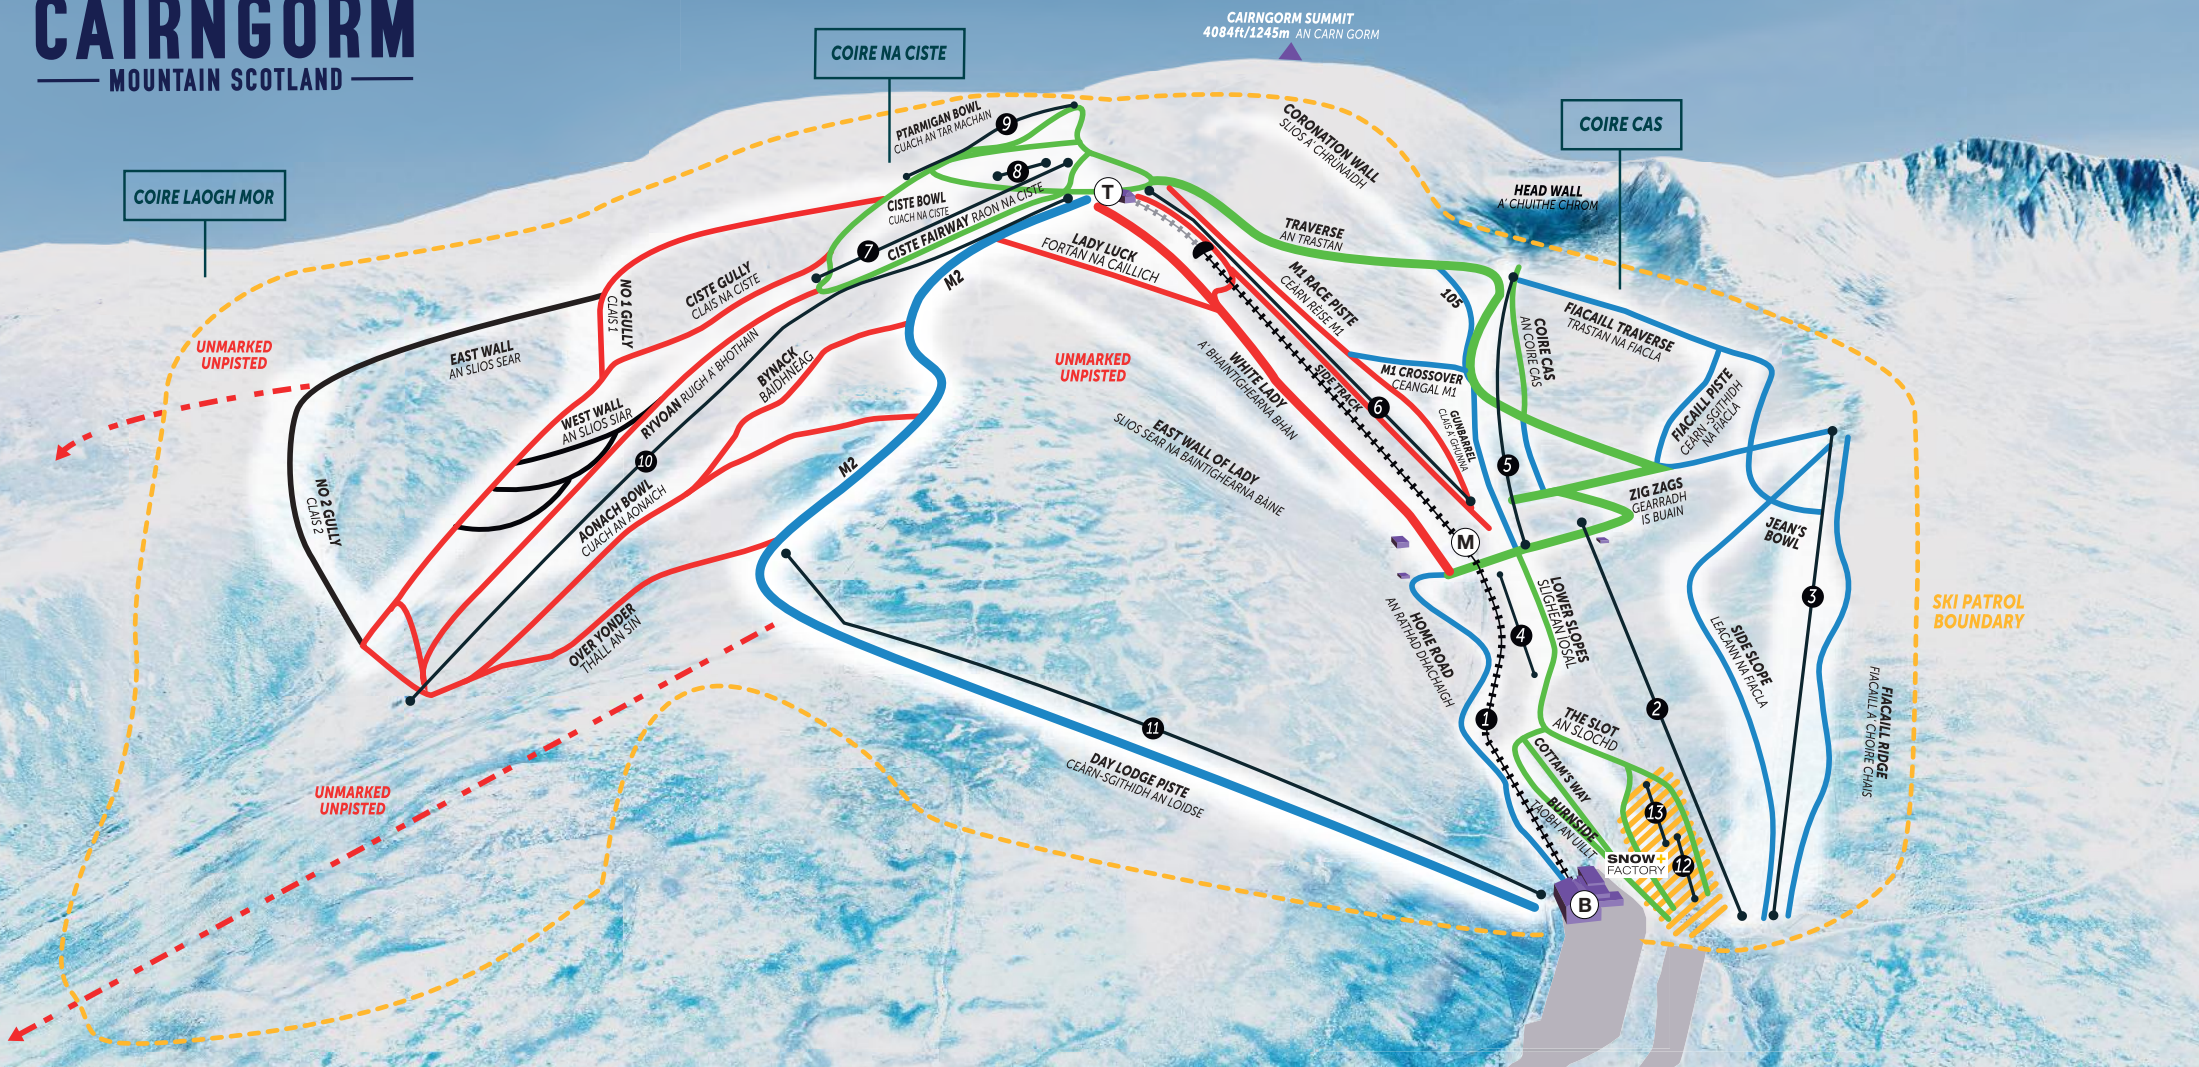 CAIRNGORM
MOUNTAIN SCOTLAND
CAIRNGORM SUMMIT
4084ft/1245m AN CARN GORM
COIRE NA CISTE
COIRE CAS
COIRE LAOGH MOR
PTARMIGAN BOWL
CUACH AN TAR MACHAIN
9
8
CISTE BOWL
CUACH NA CISTE
7
CISTE FAIRWAY RAON NA CISTE
T
CORONATION WALL
SLIOS A' CHRÙNAIDH
HEAD WALL
A' CHUITHE CHROM
TRAVERSE
AN TRASTAN
LADY LUCK
FORTAN NA CAILLICH
M2
M1 RACE PISTE
CEÀRN REISE M1
105
FIACAILL TRAVERSE
TRASTAN NA FIACLA
COIRE CAS
AN COIRE CAS
CISTE GULLY
CLAIS NA CISTE
NO 1 GULLY
CLAIS 1
UNMARKED
UNPISTED
EAST WALL
AN SLIOS SEAR
WEST WALL
AN SLIOS SIAR
RYVOAN RUIGH A' BHOTHAIN
BYNACK
BAIDHNEAG
UNMARKED
UNPISTED
WHITE LADY
A' BHAINTIGHEARNA BHÀN
SIDE TRACK
6
M1 CROSSOVER
CEANGAL M1
GUNBARREL
CLAIS A' GHUNNA
5
FIACAILL PISTE
CEÀRN-SGITHIDH
NA FIACLA
EAST WALL OF LADY
SLIOS SEAR NA BAINTIGHEARNA BÀINE
10
M2
NO 2 GULLY
CLAIS 2
AONACH BOWL
CUACH AN AONAICH
ZIG ZAGS
GEARRADH
IS BUAIN
JEAN'S
BOWL
M
3
SKI PATROL
BOUNDARY
OVER YONDER
THALL AN SIN
HOME ROAD
AN RATHAD DHACHAIGH
4
LOWER SLOPES
SLIGHEAN ÌOSAL
SIDE SLOPE
LEACANN NA FIACLA
FIACAILL RIDGE
FIACAILL A' CHOIRE CHAIS
2
1
11
THE SLOT
AN SLOCHD
COTTAM'S WAY
DAY LODGE PISTE
CEÀRN-SGITHIDH AN LOIDSE
UNMARKED
UNPISTED
BURNSIDE
TAOBH AN UILLT
13
SNOW+
FACTORY
12
B